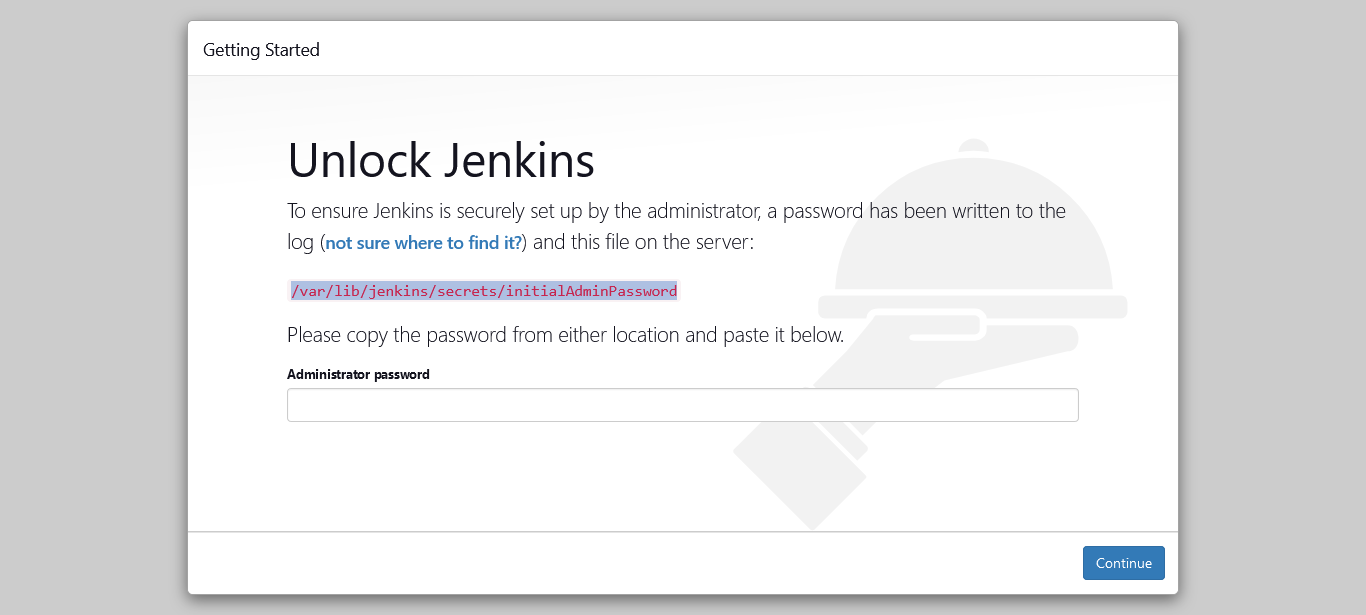 Getting Started
Unlock Jenkins
To ensure Jenkins is securely set up by the administrator, a password has been written to the
log (not sure where to find it?) and this file on the server:
/var/lib/jenkins/secrets/initialAdminPassword
Please copy the password from either location and paste it below.
Administrator password
Continue